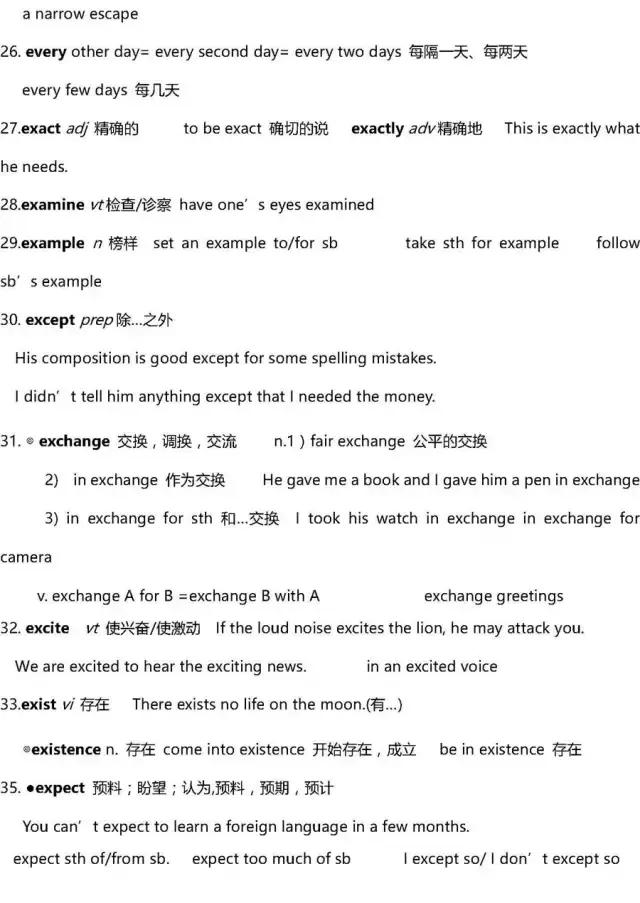 a narrow escape
26. every other day= every second day= every two days 每隔一天、每两天
every few days 每几天
27.exact adj 精确的 to be exact 确切的说 exactly adv 精确地 This is exactly what
he needs.
28.examine vt 检查/诊察 have one's eyes examined
29.example n 榜样 set an example to/for sb take sth for example follow
sb's example
30. except prep 除...之外
His composition is good except for some spelling mistakes.
I didn't tell him anything except that I needed the money.
31. ◎ exchange 交换，调换，交流 n.1）fair exchange 公平的交换
2) in exchange 作为交换 He gave me a book and I gave him a pen in exchange
3) in exchange for sth 和...交换 I took his watch in exchange in exchange for
camera
v. exchange A for B =exchange B with A exchange greetings
32. excite vt 使兴奋/使激动 If the loud noise excites the lion, he may attack you.
We are excited to hear the exciting news. in an excited voice
33.exist vi 存在 There exists no life on the moon.(有...)
◎existence n. 存在 come into existence 开始存在，成立 be in existence 存在
35. ●expect 预料；盼望；认为,预料，预期，预计
You can't expect to learn a foreign language in a few months.
expect sth of/from sb. expect too much of sb I except so/ I don't except so